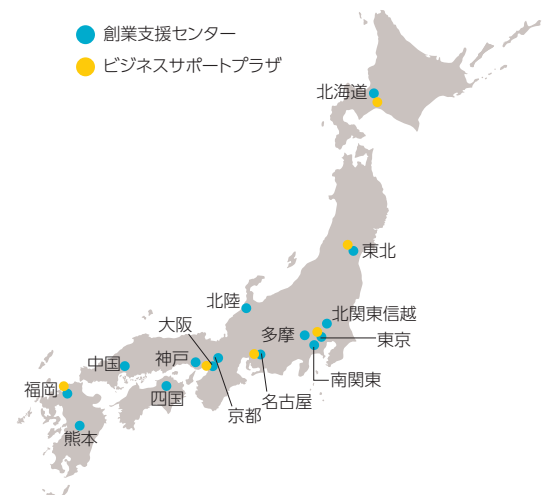 創業支援センター
ビジネスサポートプラザ
北海道
東北
北陸
北関東信越
大阪
多摩
東京
中国
神戸
南関東
福岡
四国
名古屋
京都
熊本